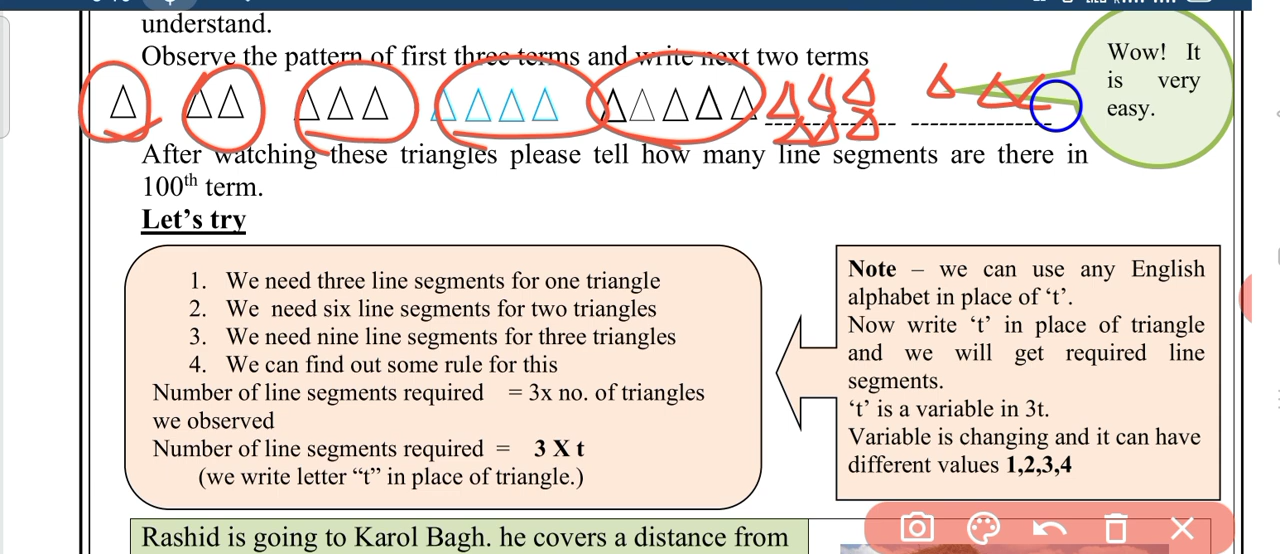 understand.
Observe the pattern of first three terms and write next two terms
Wow! It
is very
easy.
After watching these triangles please tell how many line segments are there in
100th term.
Let's try
1. We need three line segments for one triangle
2. We need six line segments for two triangles
3. We need nine line segments for three triangles
4. We can find out some rule for this
Number of line segments required = 3x no. of triangles
we observed
Number of line segments required = 3 X t
(we write letter “t” in place of triangle.)
Note – we can use any English
alphabet in place of ‘t’.
Now write ‘t’ in place of triangle
and we will get required line
segments.
‘t’ is a variable in 3t.
Variable is changing and it can have
different values 1,2,3,4
Rashid is going to Karol Bagh. he covers a distance from